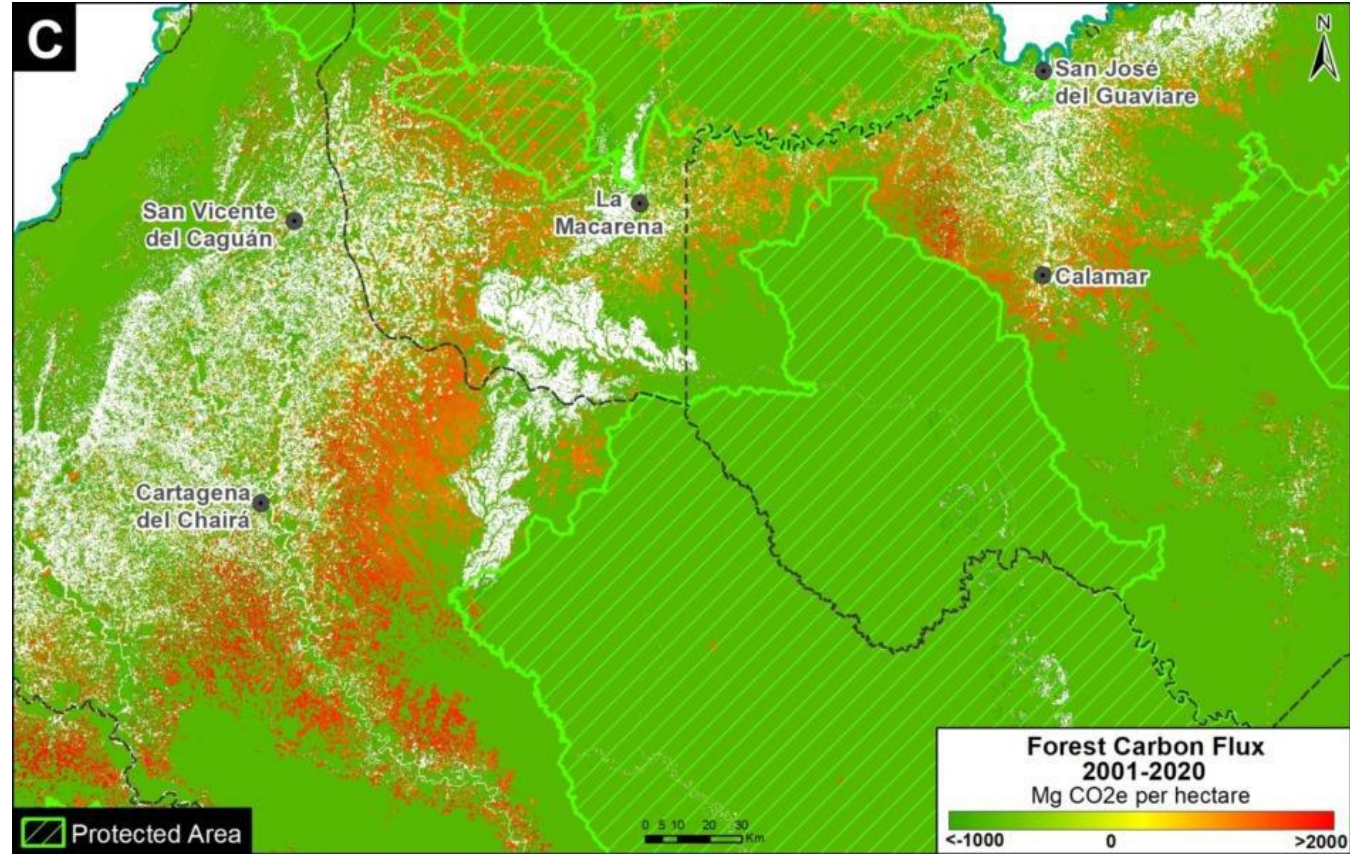 C
N
San José
del Guaviare
La
Macarena
San Vicente
del Caguán
Calamar
Cartagena
del Chairá
Forest Carbon Flux
2001-2020
Mg CO2e per hectare
<-1000 0 >2000
Protected Area
0 5 10 20 30
Km